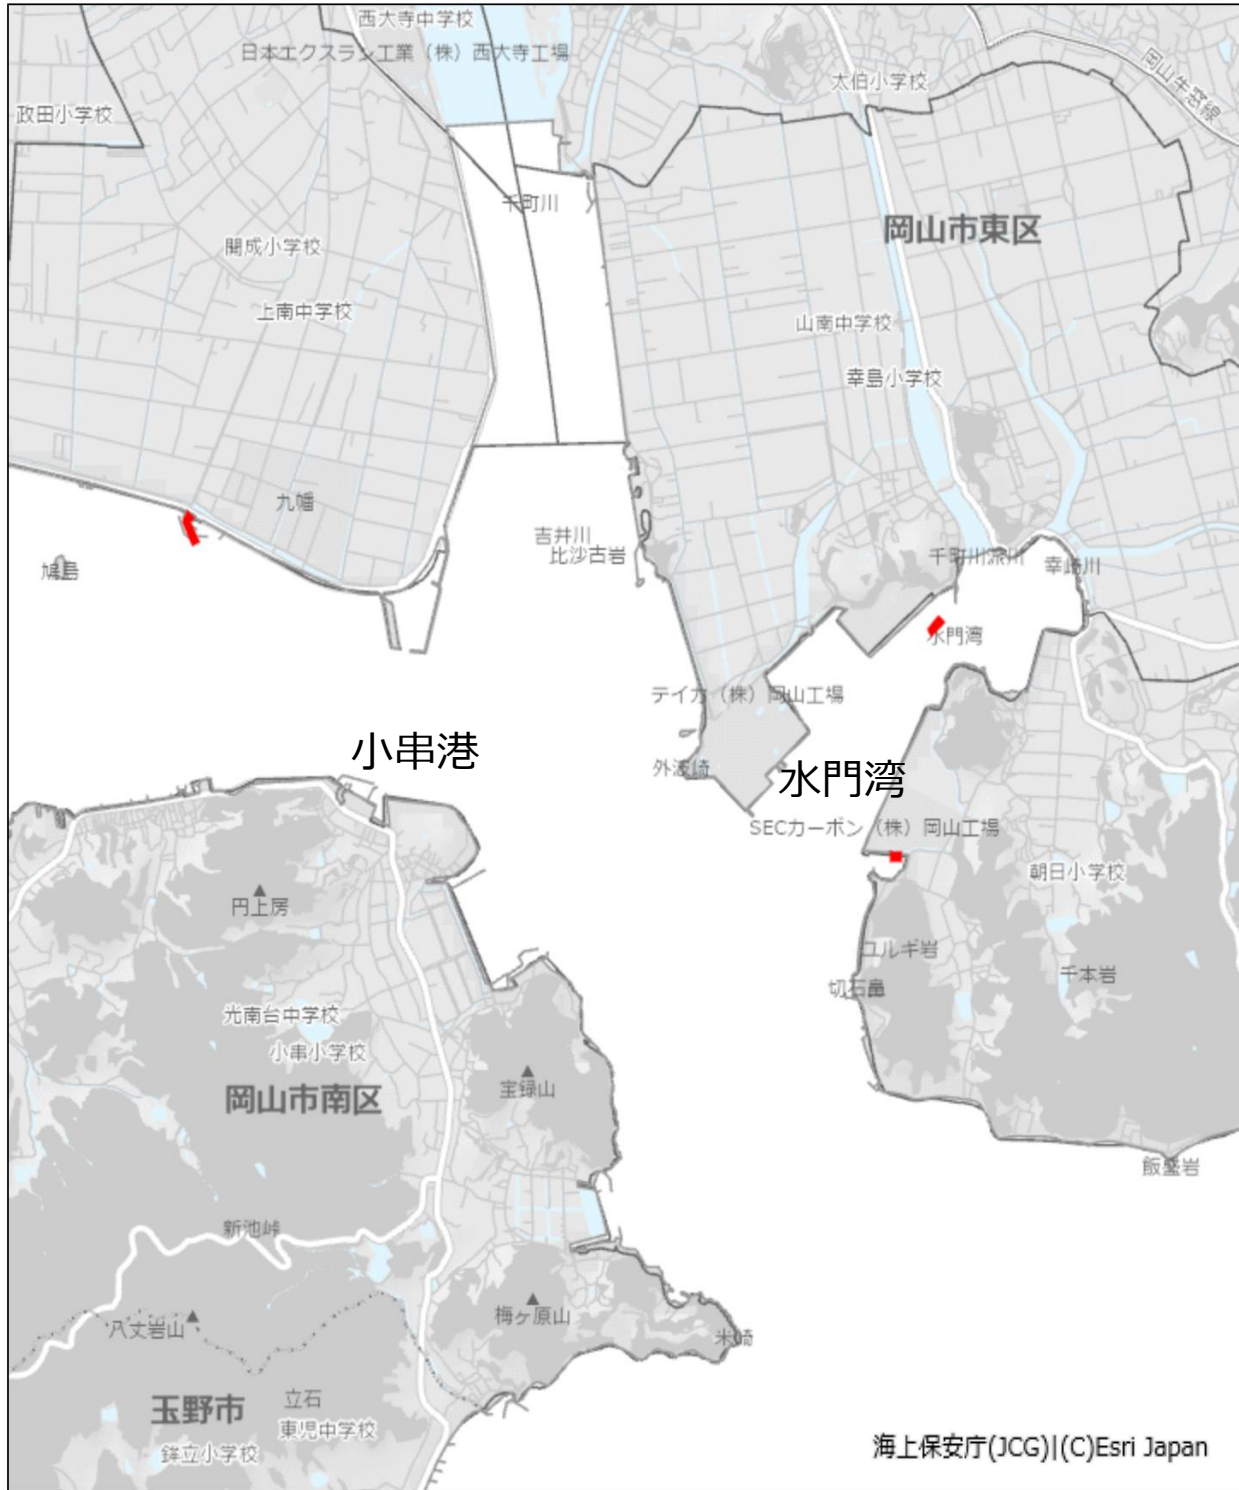 西大寺中学校
日本エクスラン工業（株）西大寺工場
太伯小学校
岡山牛窓線
政田小学校
千町川
岡山市東区
開成小学校
上南中学校
山南中学校
幸島小学校
九幡
吉井川
比沙古岩
千町川派川
幸崎川
鳩島
水門湾
テイカ（株）岡山工場
小串港
外波崎
水門湾
SECカーボン（株）岡山工場
朝日小学校
円上房
ユルギ岩
千本岩
切石鼻
光南台中学校
小串小学校
宝録山
岡山市南区
飯盛岩
新池峠
梅ヶ原山
八丈岩山
米崎
立石
玉野市
東児中学校
鉾立小学校
海上保安庁(JCG)|(C)Esri Japan